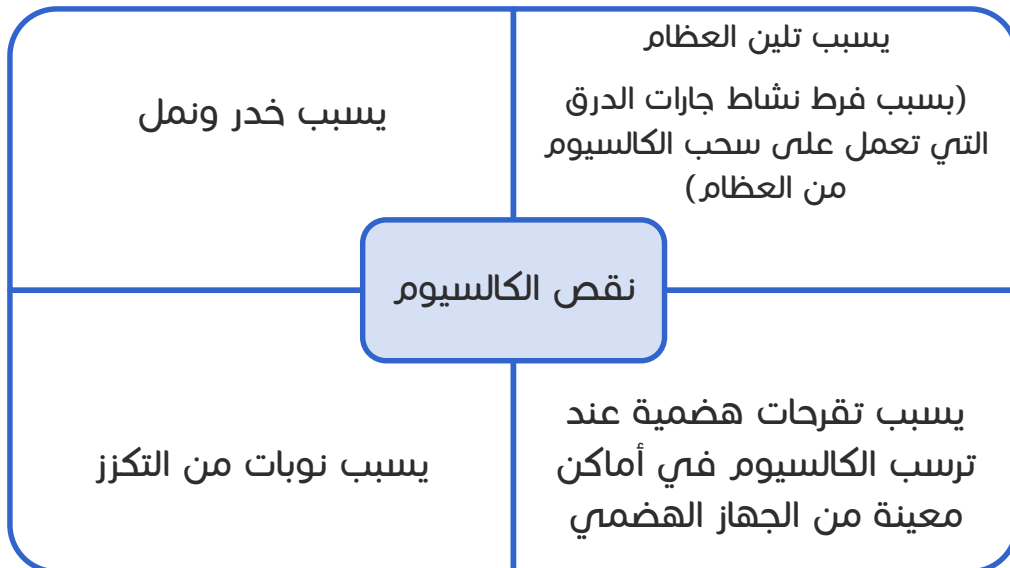 يسبب تلين العظام
(بسبب فرط نشاط جارات الدرق
التي تعمل على سحب الكالسيوم
من العظام)
يسبب خدر ونمل
نقص الكالسيوم
يسبب تقرحات هضمية عند
ترسب الكالسيوم في أماكن
معينة من الجهاز الهضمي
يسبب نوبات من التكزز